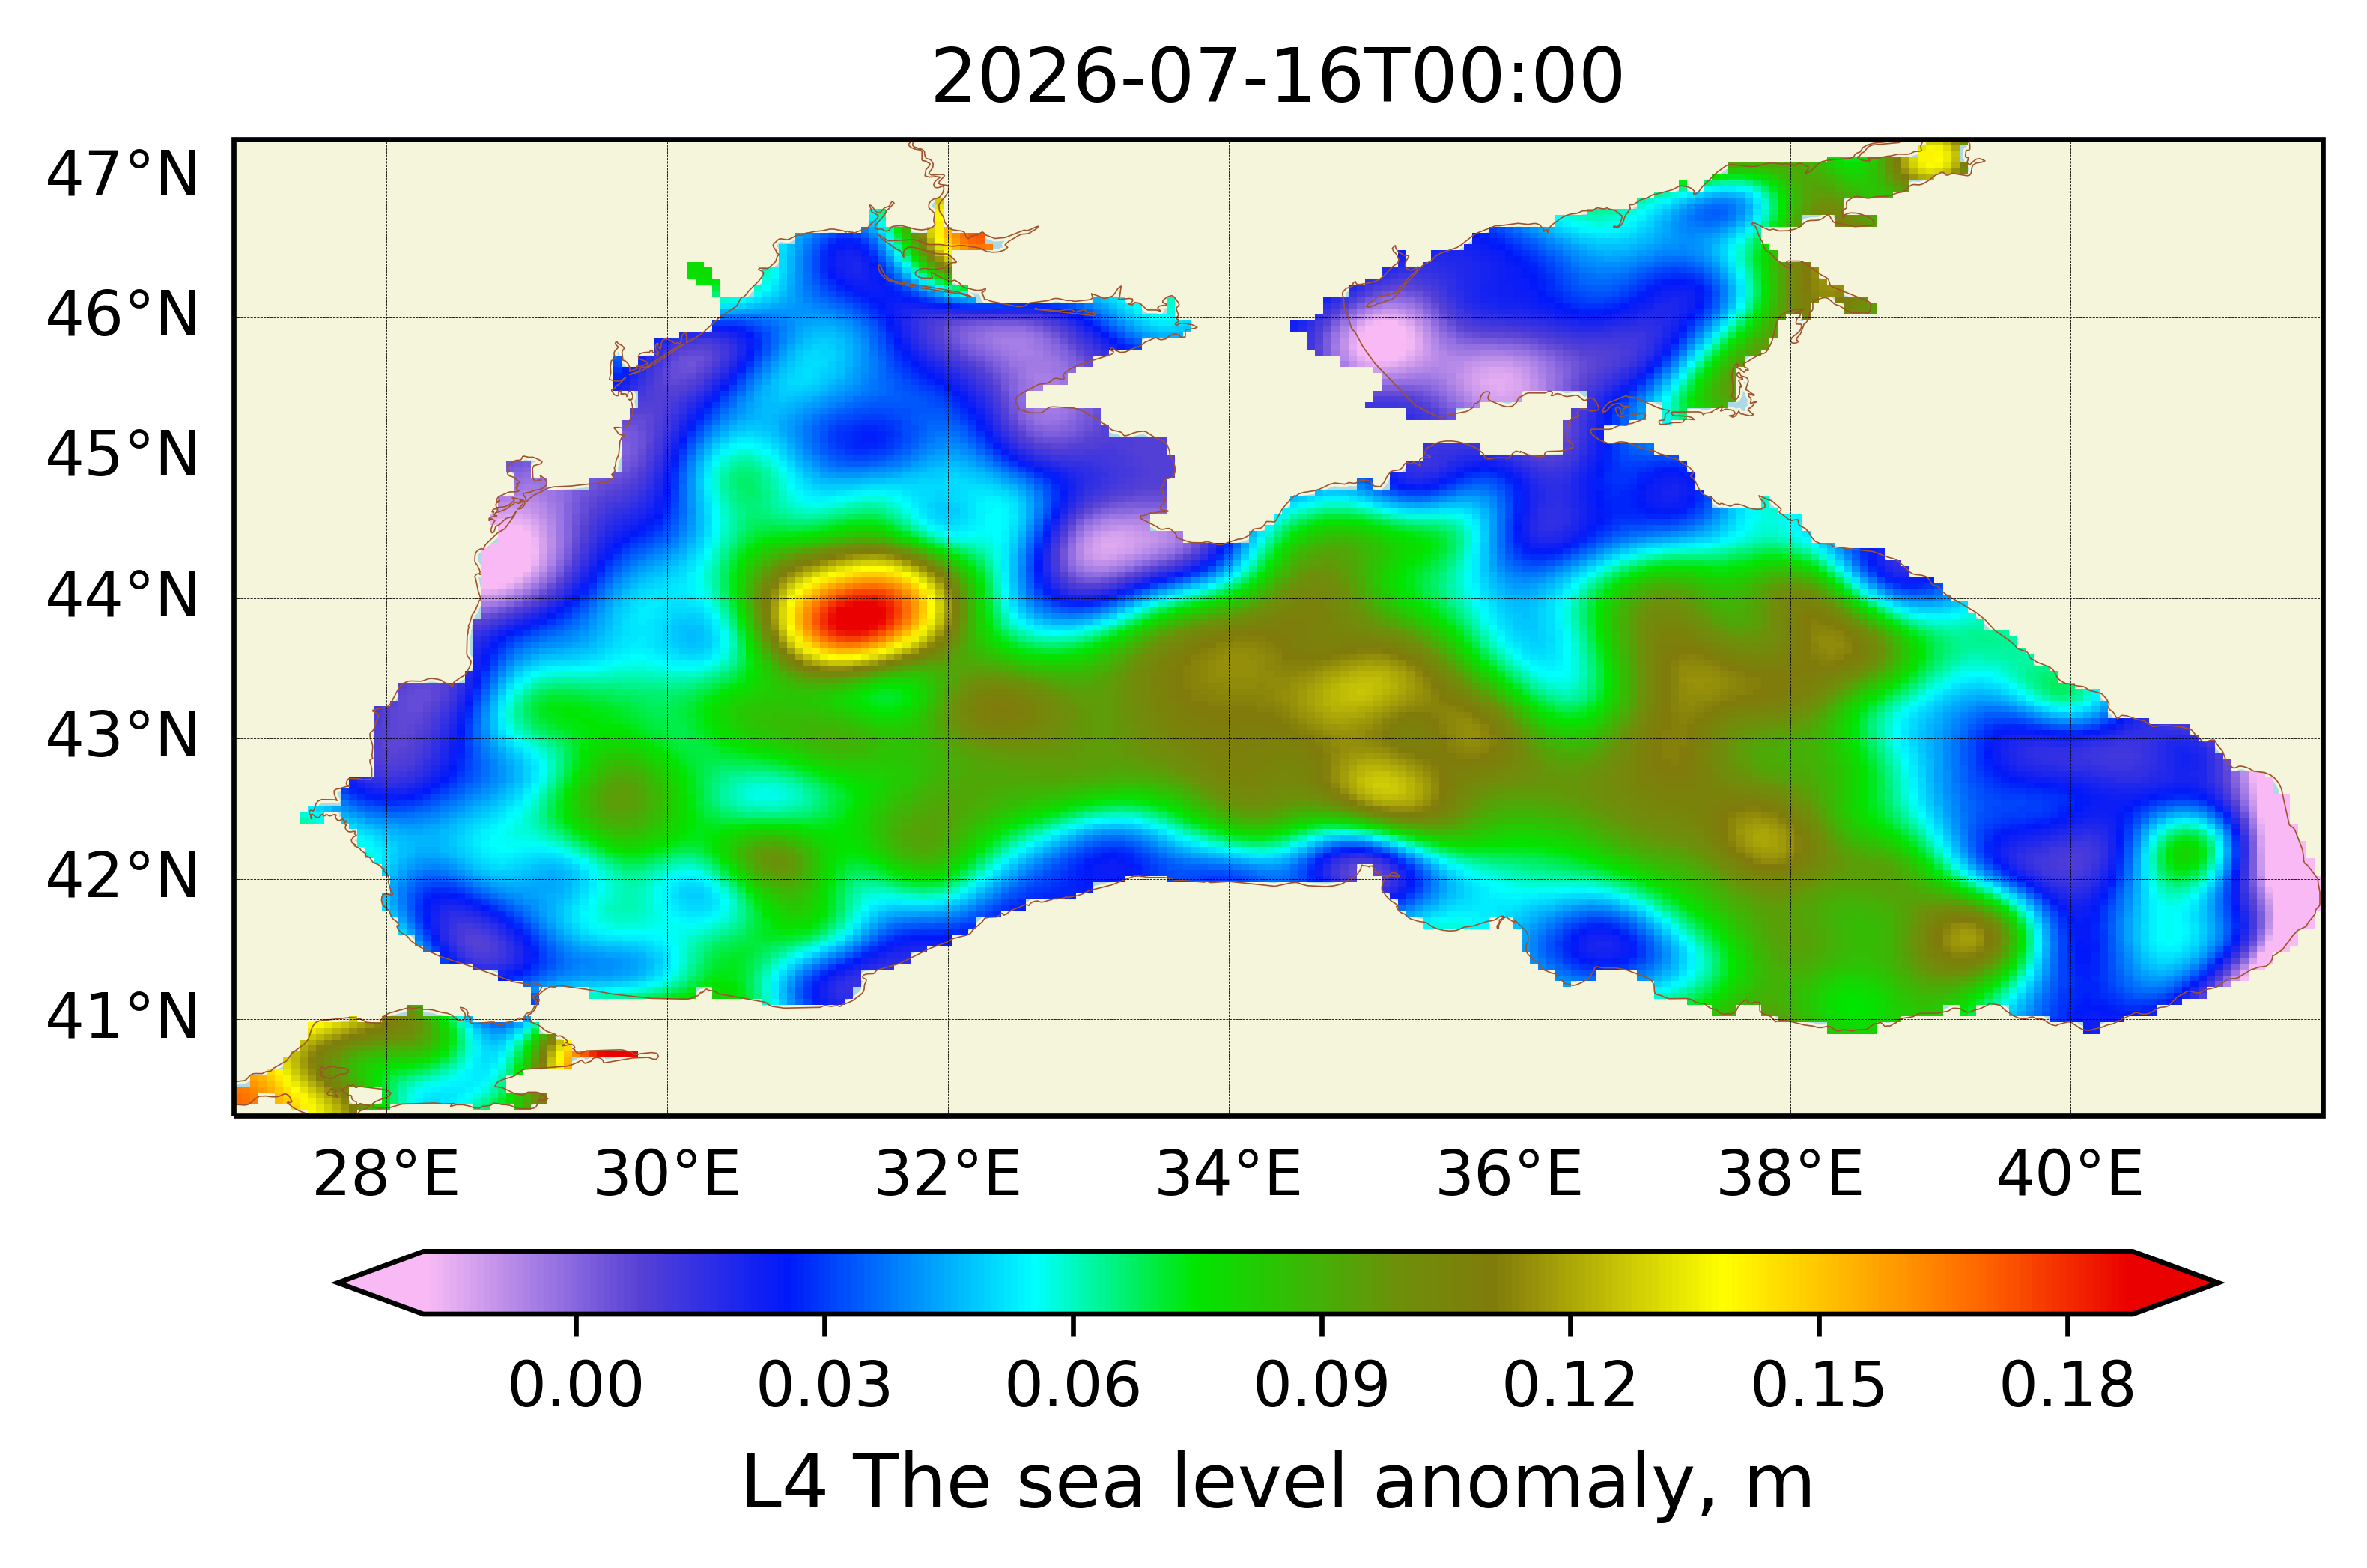 2026-07-16T00:00
47°N
46°N
45°N
44°N
43°N
42°N
41°N
28°E 30°E 32°E 34°E 36°E 38°E 40°E
0.00 0.03 0.06 0.09 0.12 0.15 0.18
L4 The sea level anomaly, m